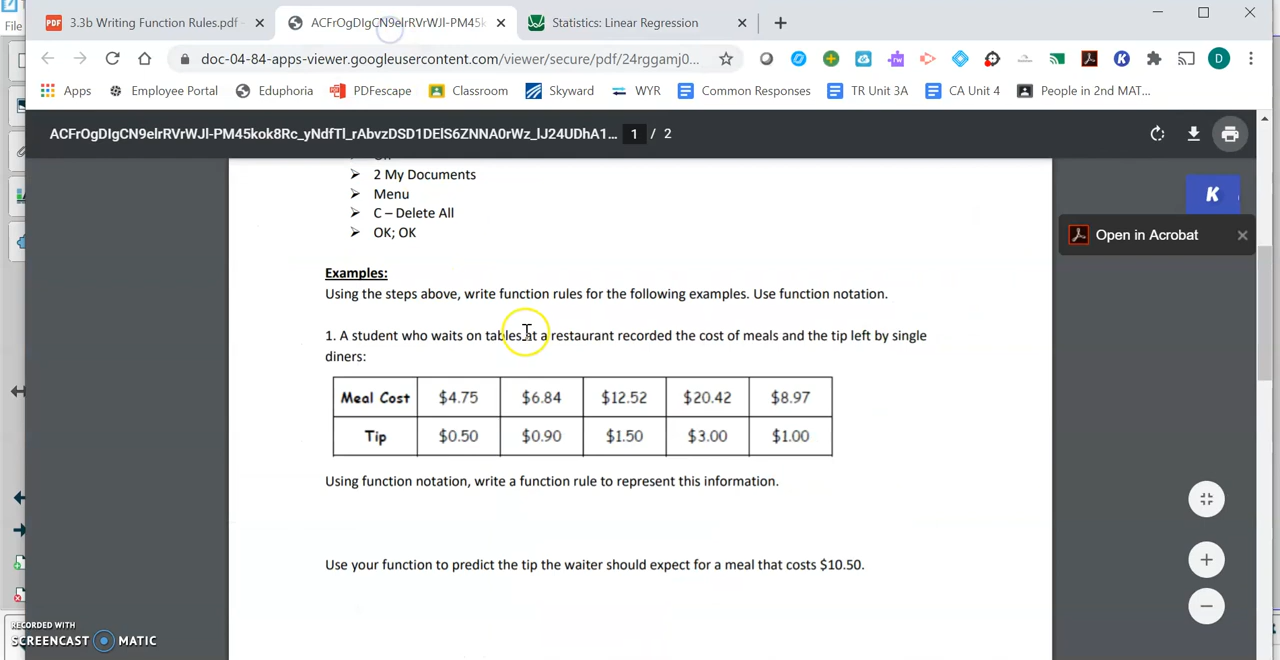 3.3b Writing Function Rules.pdf -
ACFrOgDIgCN9elrRVrWJl-PM45k
Statistics: Linear Regression
File
doc-04-84-apps-viewer.googleusercontent.com/viewer/secure/pdf/24rggamj0...
D
Apps
Employee Portal
Eduphoria
PDFescape
Classroom
Skyward
WYR
Common Responses
TR Unit 3A
CA Unit 4
People in 2nd MAT...
ACFrOgDIgCN9elrRVrWJl-PM45kok8Rc_yNdfTl_rAbvzDSD1DElS6ZNNA0rWz_lJ24UDhA1... 1 / 2
➢ 2 My Documents
➢ Menu
➢ C – Delete All
➢ OK; OK
K
Open in Acrobat
Examples:
Using the steps above, write function rules for the following examples. Use function notation.
1. A student who waits on tables at a restaurant recorded the cost of meals and the tip left by single
diners:
Meal Cost $4.75 $6.84 $12.52 $20.42 $8.97
Tip $0.50 $0.90 $1.50 $3.00 $1.00
Using function notation, write a function rule to represent this information.
Use your function to predict the tip the waiter should expect for a meal that costs $10.50.
RECORDED WITH
SCREENCAST MATIC